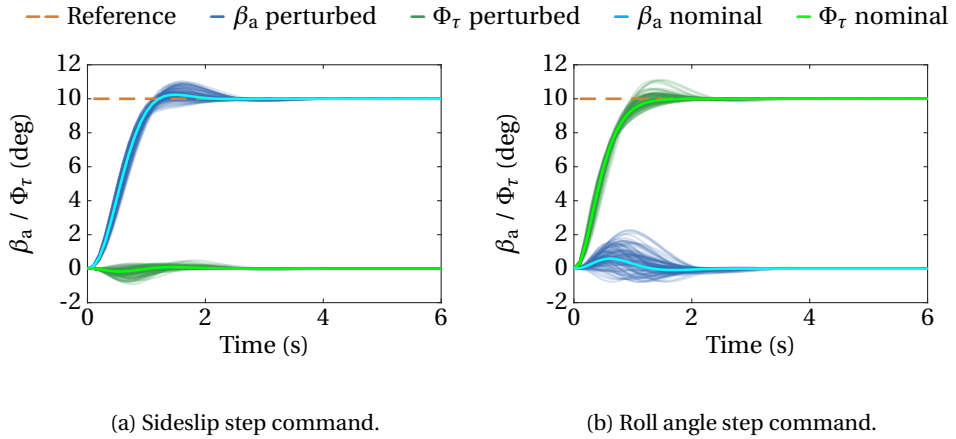 Reference β_a perturbed Φ_τ perturbed β_a nominal Φ_τ nominal
β_a / Φ_τ (deg)
12
10
8
6
4
2
0
-2
0 2 4 6
Time (s)
(a) Sideslip step command.
β_a / Φ_τ (deg)
12
10
8
6
4
2
0
-2
0 2 4 6
Time (s)
(b) Roll angle step command.